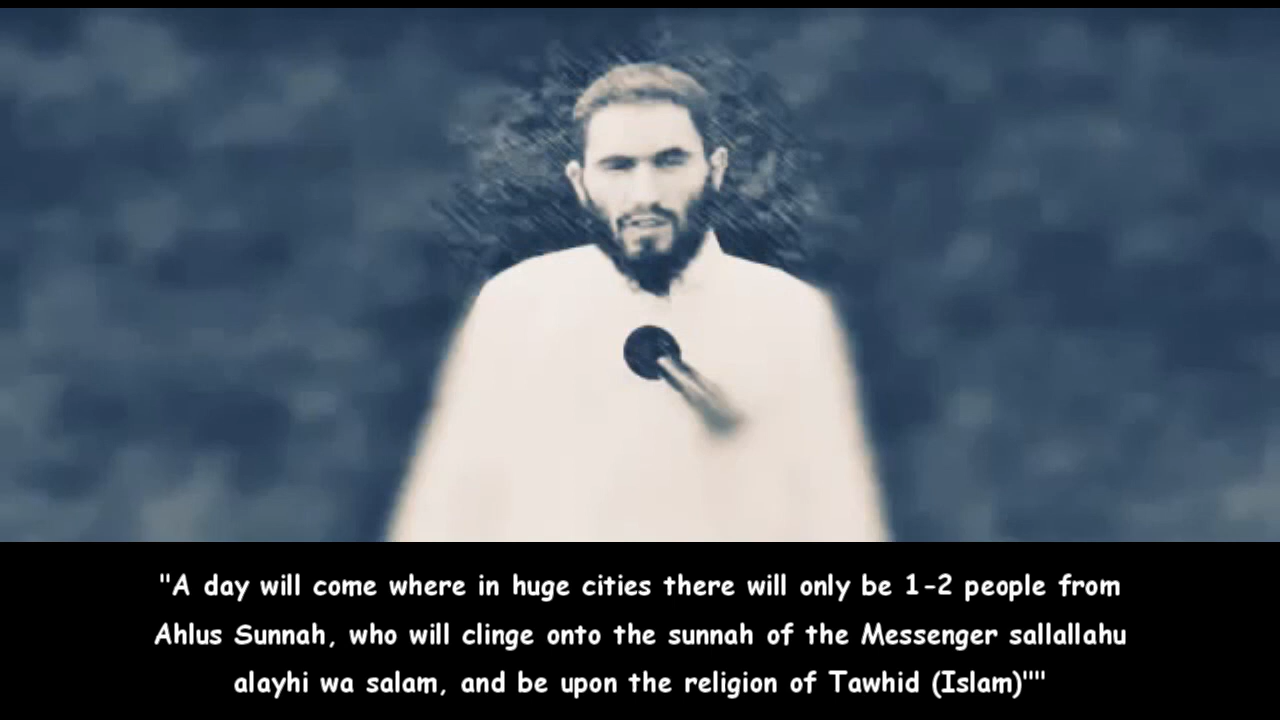 "A day will come where in huge cities there will only be 1-2 people from
Ahlus Sunnah, who will clinge onto the sunnah of the Messenger sallallahu
alayhi wa salam, and be upon the religion of Tawhid (Islam)""